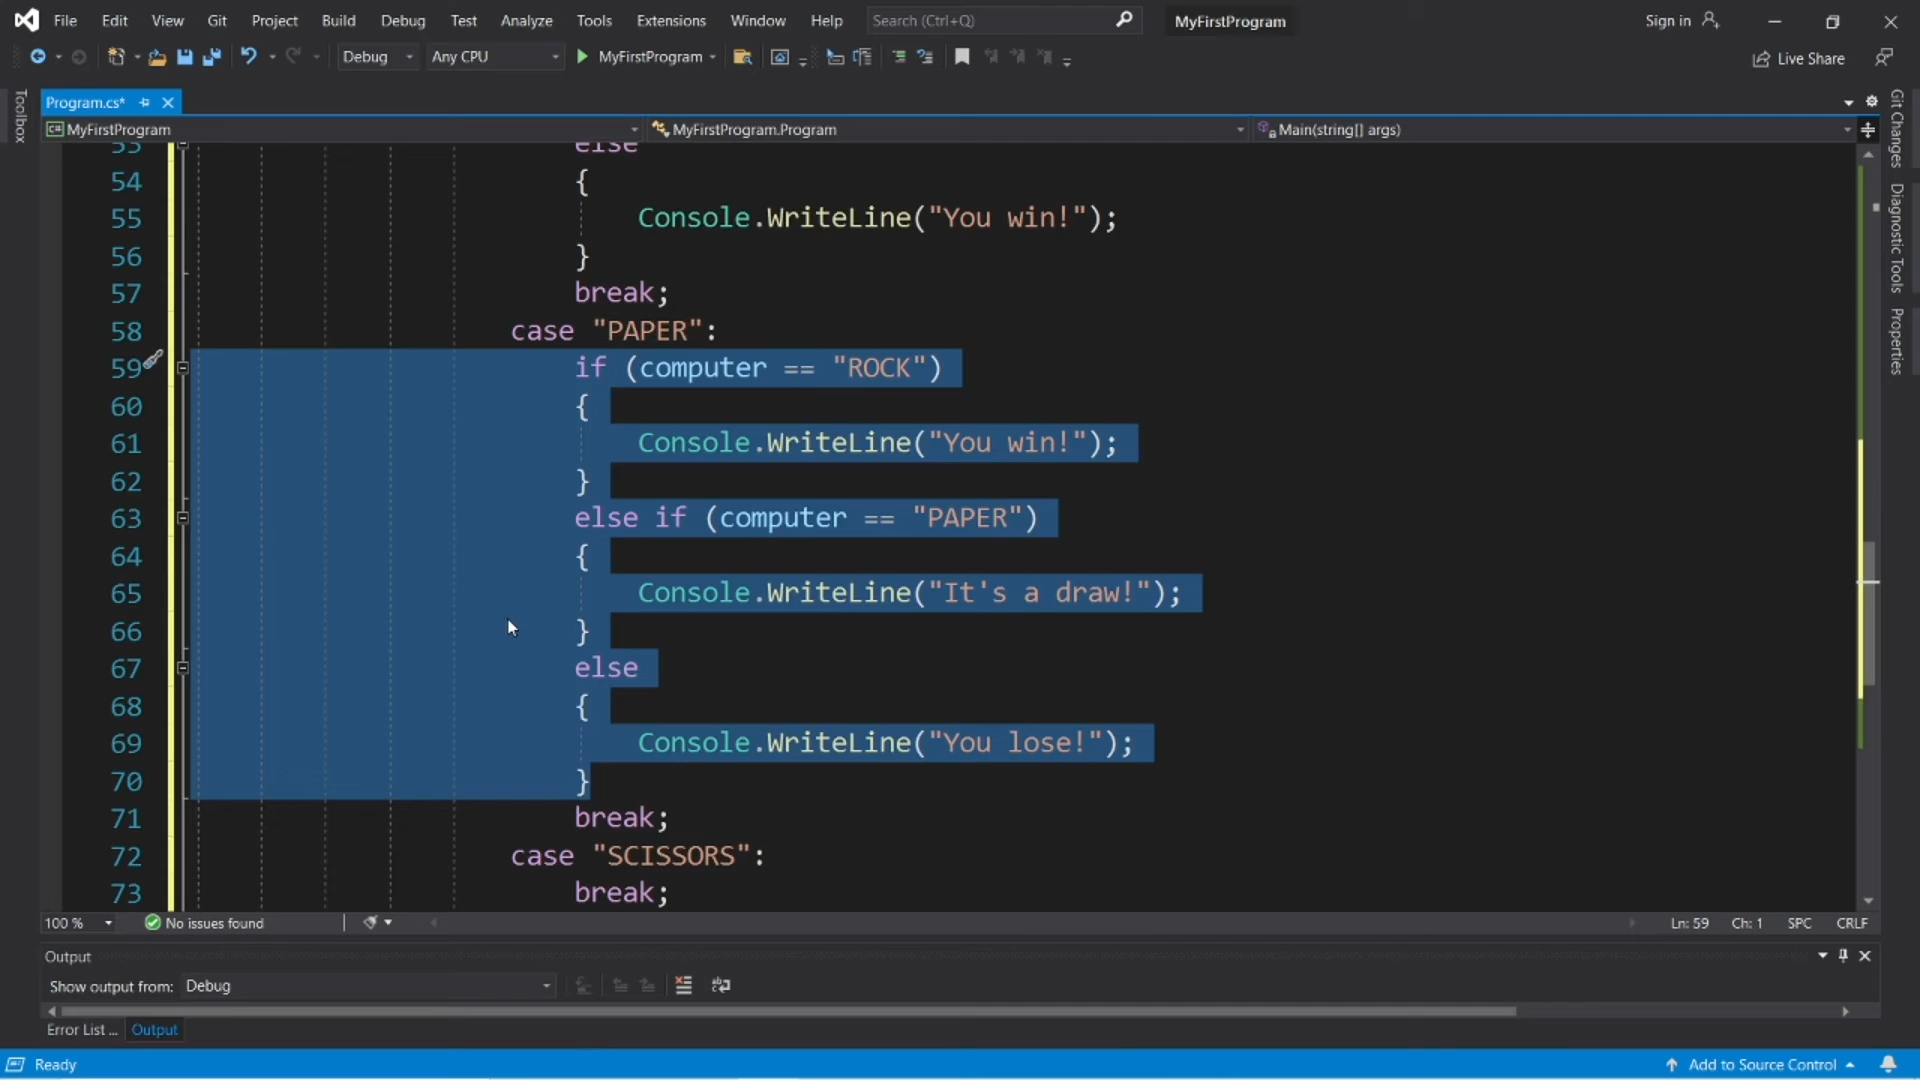 File Edit View Git Project Build Debug Test Analyze Tools Extensions Window Help Search (Ctrl+Q) MyFirstProgram Sign in
Debug Any CPU MyFirstProgram Live Share
Toolbox
Program.cs*
MyFirstProgram MyFirstProgram.Program Main(string[] args)
53 else
54 {
55 Console.WriteLine("You win!");
56 }
57 break;
58 case "PAPER":
59 if (computer == "ROCK")
60 {
61 Console.WriteLine("You win!");
62 }
63 else if (computer == "PAPER")
64 {
65 Console.WriteLine("It's a draw!");
66 }
67 else
68 {
69 Console.WriteLine("You lose!");
70 }
71 break;
72 case "SCISSORS":
73 break;
Git Changes
Diagnostic Tools
Properties
100 % No issues found Ln: 59 Ch: 1 SPC CRLF
Output
Show output from: Debug
Error List ... Output
Ready Add to Source Control